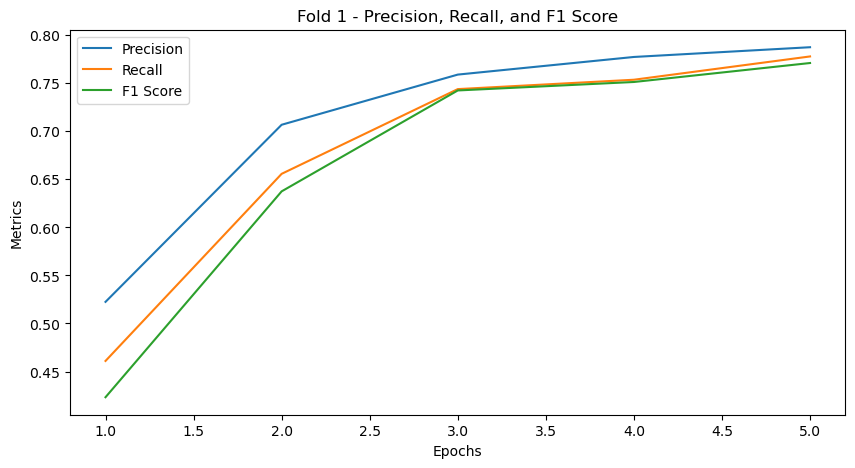 Fold 1 - Precision, Recall, and F1 Score
Precision
Recall
F1 Score
Metrics
0.80
0.75
0.70
0.65
0.60
0.55
0.50
0.45
1.0 1.5 2.0 2.5 3.0 3.5 4.0 4.5 5.0
Epochs